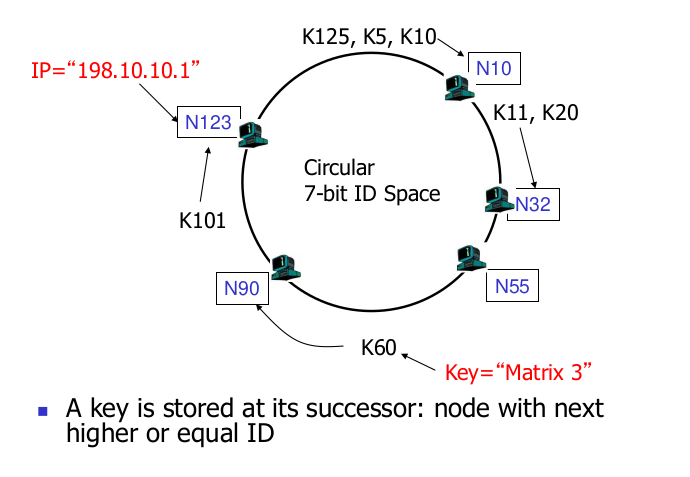 K125, K5, K10
N10
IP=“198.10.10.1”
N123
K11, K20
Circular
7-bit ID Space
N32
K101
N90
N55
K60
Key=“Matrix 3”
A key is stored at its successor: node with next
higher or equal ID